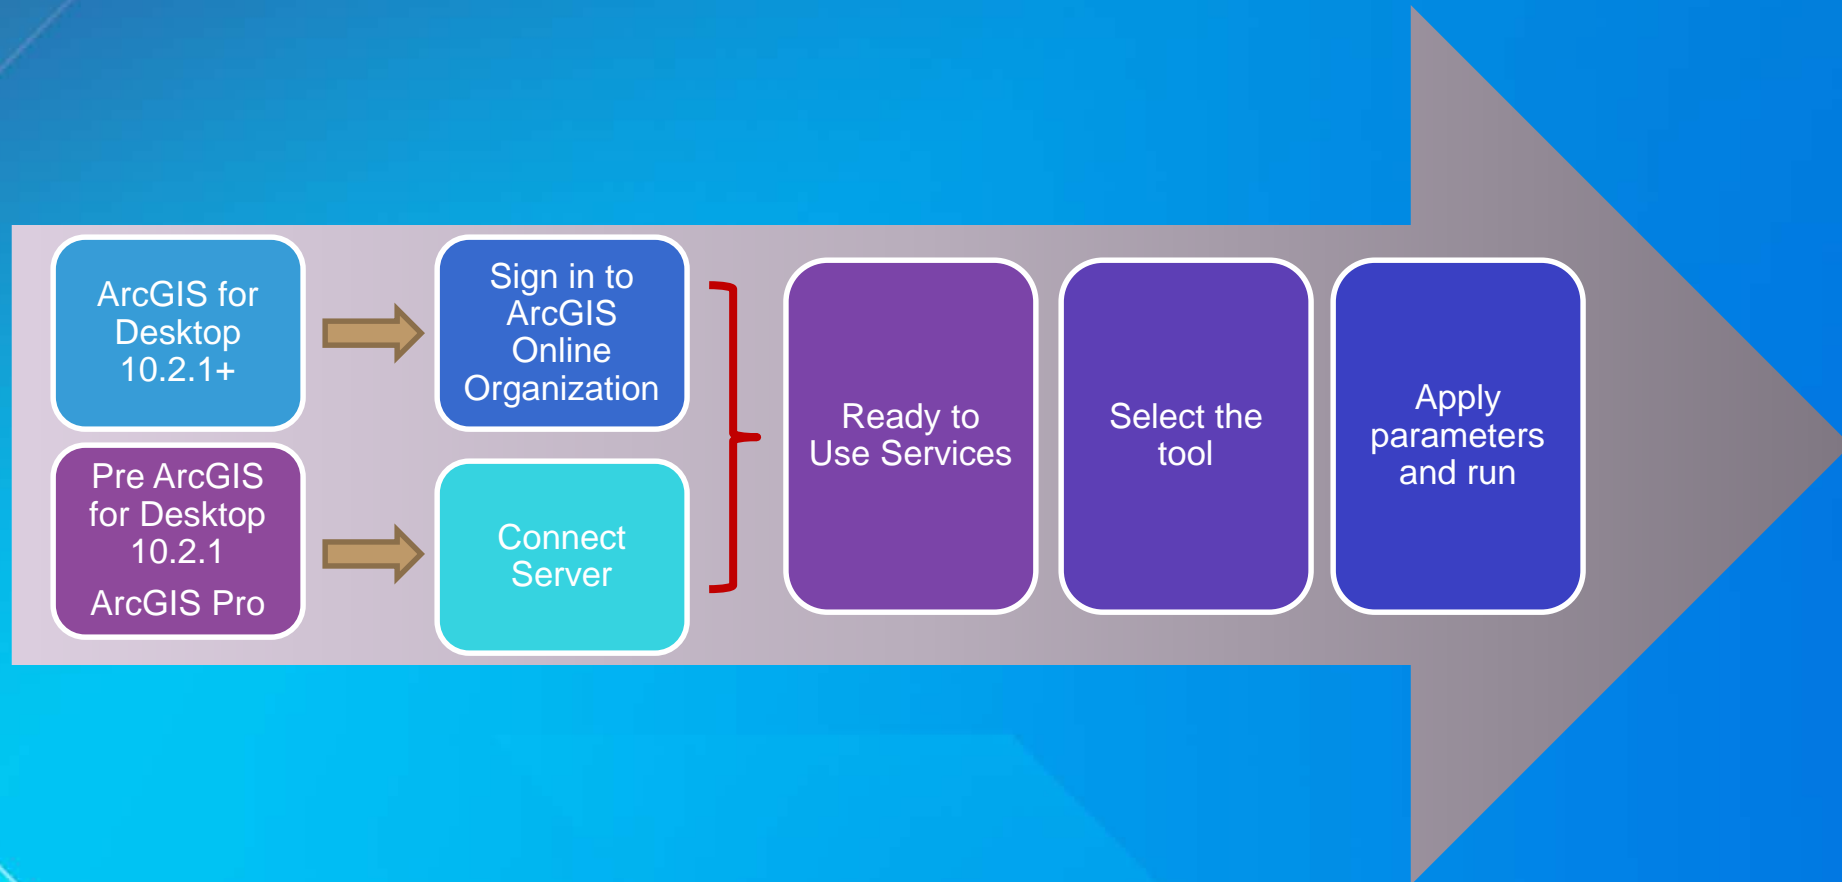 ArcGIS for
Desktop
10.2.1+
Sign in to
ArcGIS
Online
Organization
Pre ArcGIS
for Desktop
10.2.1
ArcGIS Pro
Connect
Server
Ready to
Use Services
Select the
tool
Apply
parameters
and run